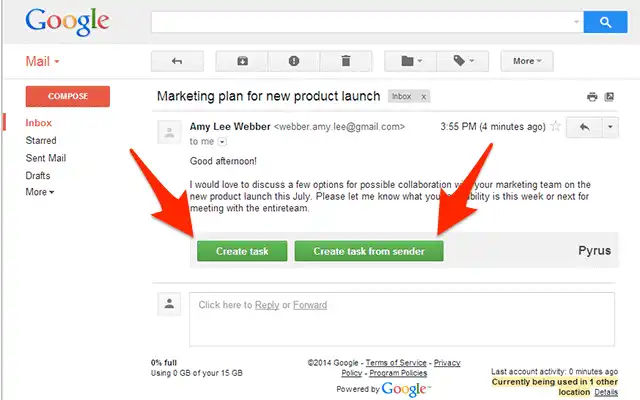 Google
Mail
More
COMPOSE
Marketing plan for new product launch Inbox x
Inbox
Starred
Sent Mail
Drafts
More
Amy Lee Webber <webber.amy.lee@gmail.com> 3:55 PM (4 minutes ago)
to me
Good afternoon!
I would love to discuss a few options for possible collaboration your marketing team on the
new product launch this July. Please let me know what is this week or next for
meeting with the entireteam.
Create task Create task from sender Pyrus
Click here to Reply or Forward
0% full
Using 0 GB of your 15 GB
©2014 Google - Terms of Service - Privacy
Policy - Program Policies
Powered by Google™
Last account activity: 0 minutes ago
Currently being used in 1 other
location Details